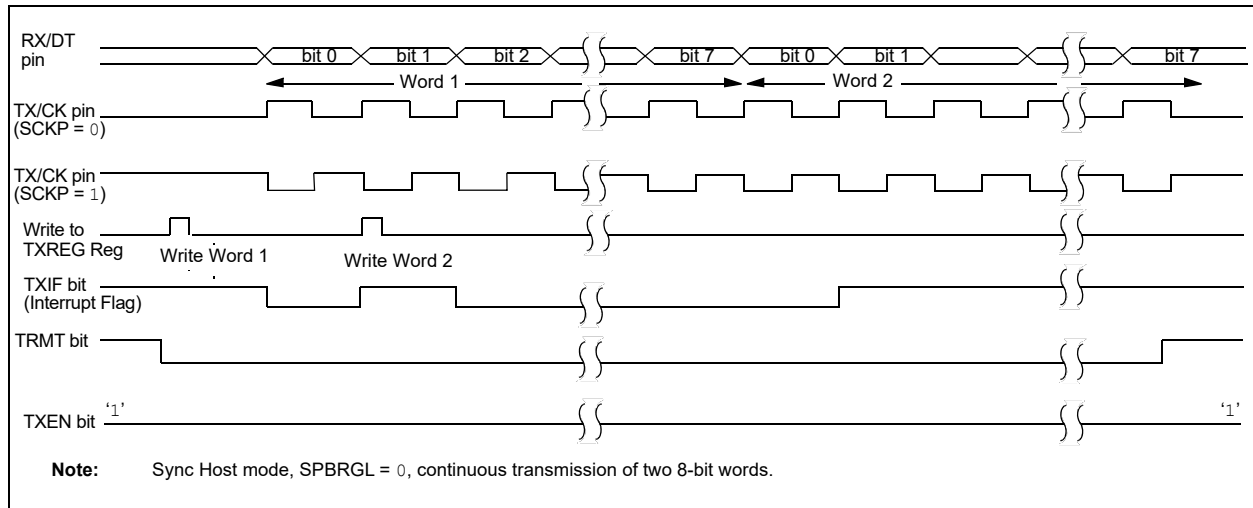 RX/DT
pin
bit 0 bit 1 bit 2 bit 7 bit 0 bit 1 bit 7
Word 1 Word 2
TX/CK pin
(SCKP = 0)
TX/CK pin
(SCKP = 1)
Write to
TXREG Reg
Write Word 1 Write Word 2
TXIF bit
(Interrupt Flag)
TRMT bit
TXEN bit ‘1’ ‘1’
Note: Sync Host mode, SPBRGL = 0, continuous transmission of two 8-bit words.